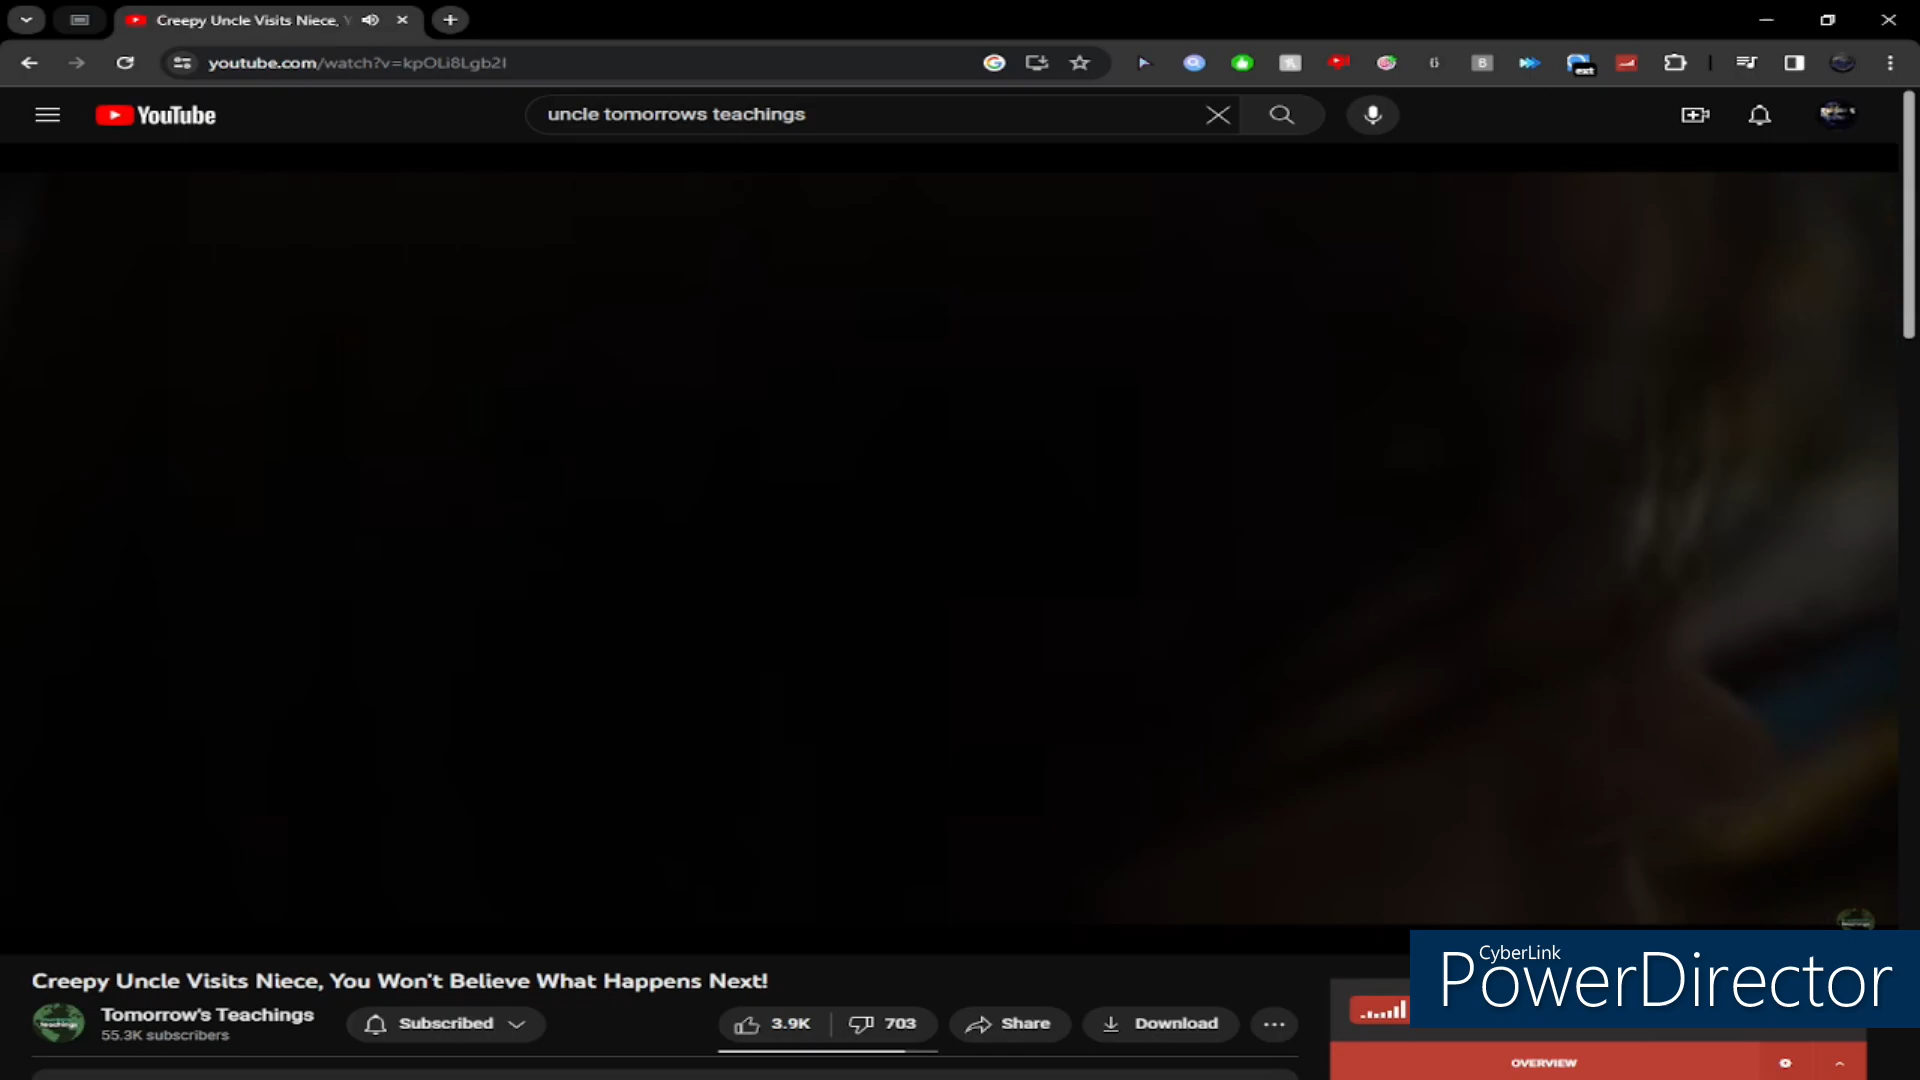 Creepy Uncle Visits Niece, Y
youtube.com/watch?v=kpOLi8Lgb2I
YouTube
uncle tomorrows teachings
ext
Creepy Uncle Visits Niece, You Won't Believe What Happens Next!
Tomorrow's Teachings
55.3K subscribers
Subscribed
3.9K
703
Share
Download
CyberLink
PowerDirector
OVERVIEW